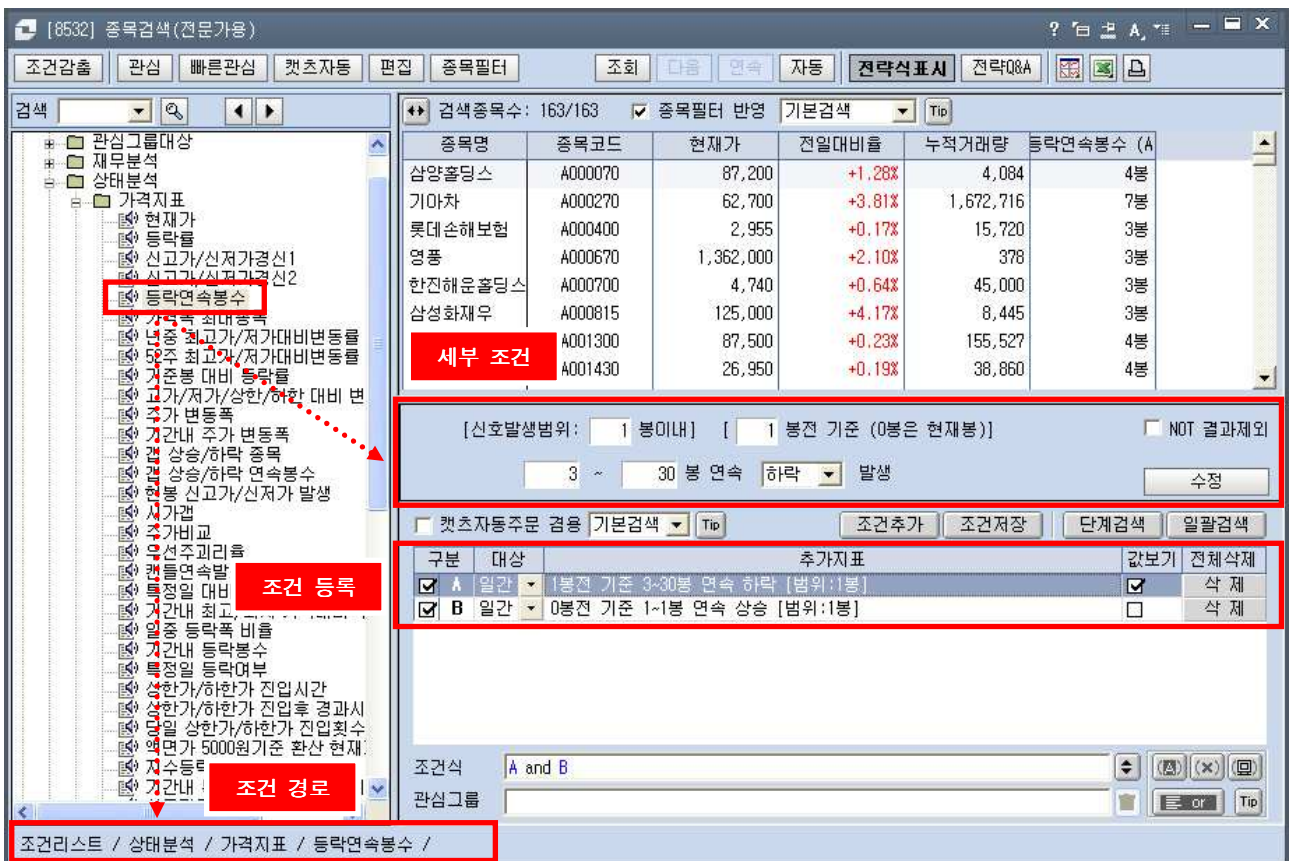 [8532] 종목검색(전문가용)
조건감춤 관심 빠른관심 캣츠자동 편집 종목필터 조회 다음 연속 자동 전략식표시 전략Q&A
검색
관심그룹대상
재무분석
상태분석
가격지표
현재가
등락률
신고가/신저가경신1
신고가/신저가경신2
등락연속봉수
가격폭 최대종목
년중 최고가/저가대비변동률
52주 최고가/저가대비변동률
기준봉 대비 등락률
고가/저가/상한/하한 대비 변
주가 변동폭
기간내 주가 변동폭
갭 상승/하락 종목
갭 상승/하락 연속봉수
현봉 신고가/신저가 발생
시가갭
주가비교
우선주괴리율
캔들연속발
특정일 대비
기간내 최고/
일중 등락폭 비율
기간내 등락봉수
특정일 등락여부
상한가/하한가 진입시간
상한가/하한가 진입후 경과시
당일 상한가/하한가 진입횟수
액면가 5000원기준 환산 현재
지수등락
기간내
조건 등록
조건 경로
검색종목수: 163/163 종목필터 반영 기본검색 Tip
종목명 종목코드 현재가 전일대비율 누적거래량 등락연속봉수 (A
삼양홀딩스 A000070 87,200 +1.28% 4,084 4봉
기아차 A000270 62,700 +3.81% 1,672,716 7봉
롯데손해보험 A000400 2,955 +0.17% 15,720 3봉
영풍 A000670 1,362,000 +2.10% 378 3봉
한진해운홀딩스 A000700 4,740 +0.64% 45,000 3봉
삼성화재우 A000815 125,000 +4.17% 8,445 3봉
A001300 87,500 +0.23% 155,527 4봉
A001430 26,950 +0.19% 38,860 4봉
세부 조건
[신호발생범위: 1 봉이내] [ 1 봉전 기준 (0봉은 현재봉)] NOT 결과제외
3 ~ 30 봉 연속 하락 발생 수정
캣츠자동주문 겸용 기본검색 Tip 조건추가 조건저장 단계검색 일괄검색
구분 대상 추가지표 값보기 전체삭제
A 일간 1봉전 기준 3~30봉 연속 하락 [범위:1봉] 삭 제
B 일간 0봉전 기준 1~1봉 연속 상승 [범위:1봉] 삭 제
조건식 A and B (A) (×)
관심그룹 or Tip
조건리스트 / 상태분석 / 가격지표 / 등락연속봉수 /